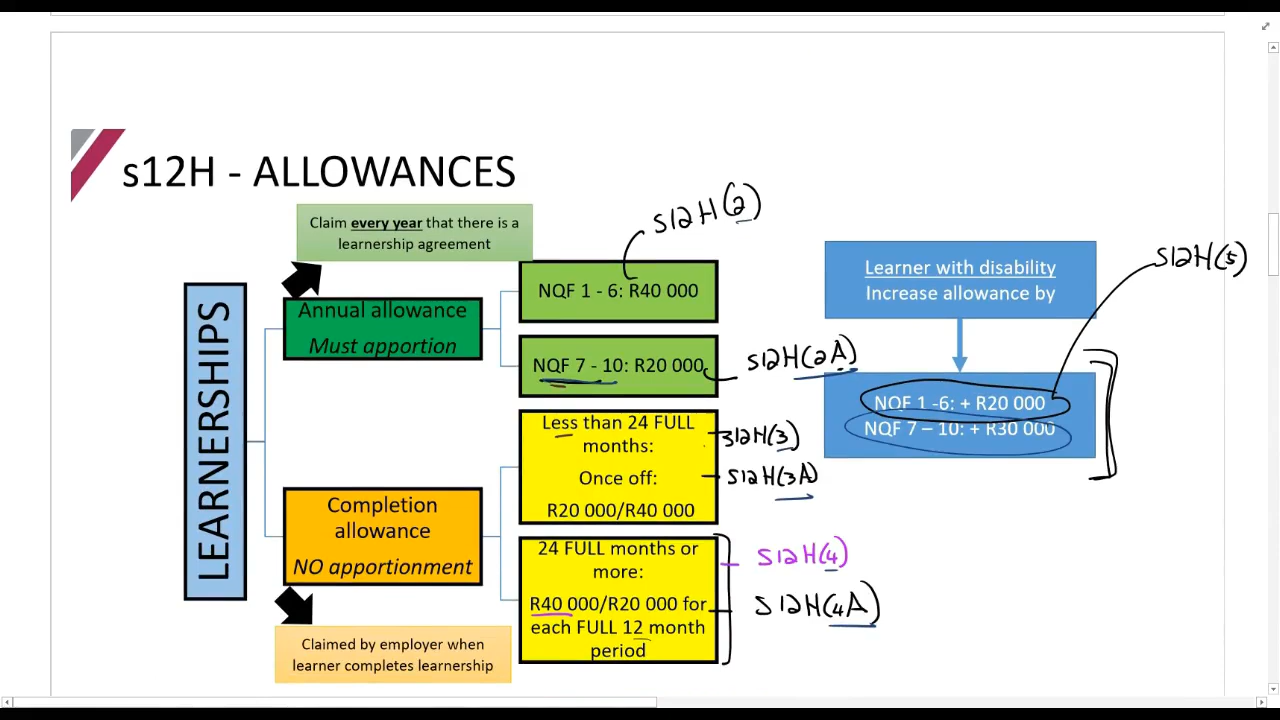 s12H - ALLOWANCES
Claim every year that there is a
learnership agreement
s12H(2)
LEARNERSHIPS
Annual allowance
Must apportion
NQF 1 - 6: R40 000
NQF 7 - 10: R20 000
s12H(2A)
Less than 24 FULL
months:
Once off:
R20 000/R40 000
s12H(3)
s12H(3A)
Completion
allowance
NO apportionment
24 FULL months or
more:
R40 000/R20 000 for
each FULL 12 month
period
s12H(4)
s12H(4A)
Claimed by employer when
learner completes learnership
Learner with disability
Increase allowance by
s12H(5)
NQF 1 -6: + R20 000
NQF 7 – 10: + R30 000